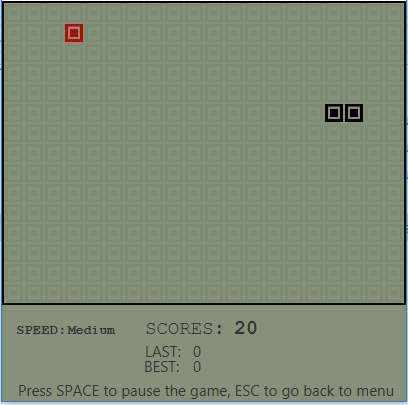 SPEED:Medium SCORES: 20
LAST: 0
BEST: 0
Press SPACE to pause the game, ESC to go back to menu